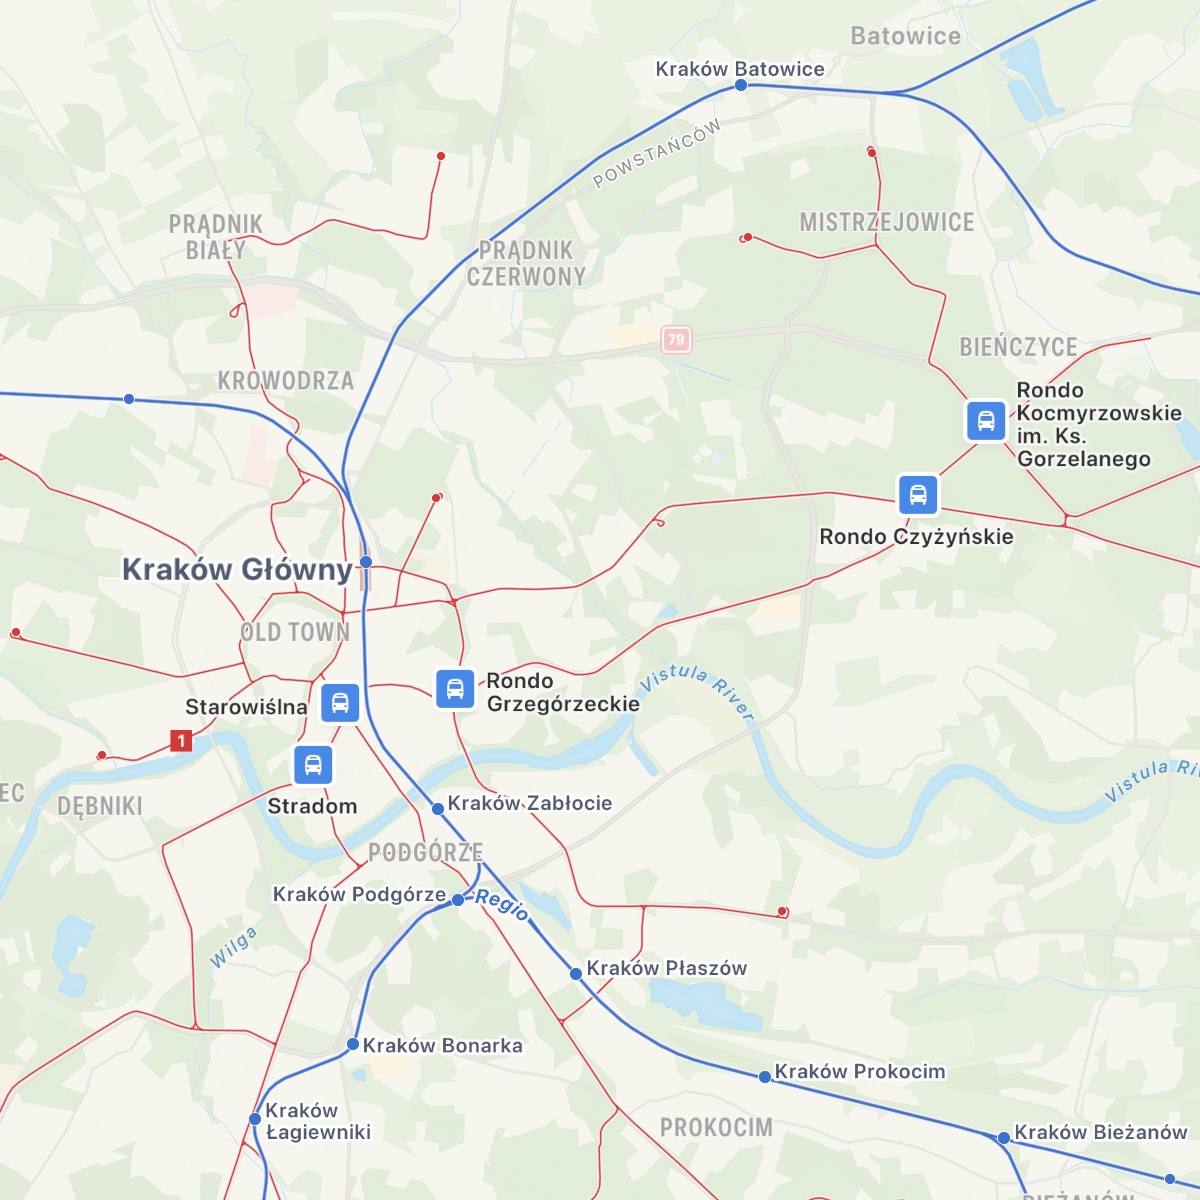 Batowice
Kraków Batowice
POWSTAŃCÓW
PRĄDNIK
BIAŁY
MISTRZEJOWICE
PRĄDNIK
CZERWONY
79
BIEŃCZYCE
KROWODRZA
Rondo
Kocmyrzowskie
im. Ks.
Gorzelanego
Rondo Czyżyńskie
Kraków Główny
OLD TOWN
Rondo
Grzegórzeckie
Vistula River
Starowiślna
1
Stradom
Vistula Ri
EC
DĘBNIKI
Kraków Zabłocie
PODGÓRZE
Kraków Podgórze
Regio
Wilga
Kraków Płaszów
Kraków Bonarka
Kraków Prokocim
Kraków
Łagiewniki
PROKOCIM
Kraków Bieżanów
BIEŻANÓW